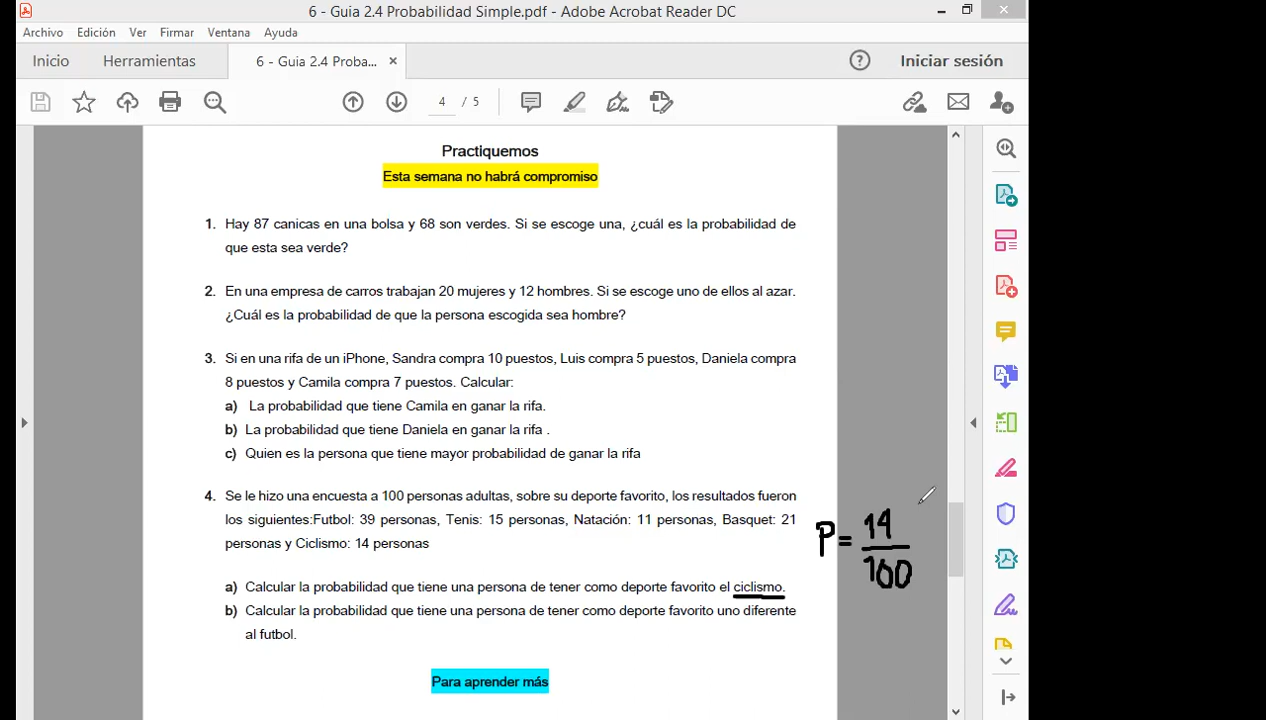 6 - Guia 2.4 Probabilidad Simple.pdf - Adobe Acrobat Reader DC
Archivo Edición Ver Firmar Ventana Ayuda
Inicio Herramientas 6 - Guia 2.4 Proba... × Iniciar sesión
4 / 5
Practiquemos
Esta semana no habrá compromiso
1. Hay 87 canicas en una bolsa y 68 son verdes. Si se escoge una, ¿cuál es la probabilidad de
que esta sea verde?
2. En una empresa de carros trabajan 20 mujeres y 12 hombres. Si se escoge uno de ellos al azar.
¿Cuál es la probabilidad de que la persona escogida sea hombre?
3. Si en una rifa de un iPhone, Sandra compra 10 puestos, Luis compra 5 puestos, Daniela compra
8 puestos y Camila compra 7 puestos. Calcular:
a) La probabilidad que tiene Camila en ganar la rifa.
b) La probabilidad que tiene Daniela en ganar la rifa .
c) Quien es la persona que tiene mayor probabilidad de ganar la rifa
4. Se le hizo una encuesta a 100 personas adultas, sobre su deporte favorito, los resultados fueron
los siguientes:Futbol: 39 personas, Tenis: 15 personas, Natación: 11 personas, Basquet: 21
personas y Ciclismo: 14 personas
P = 14/100
a) Calcular la probabilidad que tiene una persona de tener como deporte favorito el ciclismo.
b) Calcular la probabilidad que tiene una persona de tener como deporte favorito uno diferente
al futbol.
Para aprender más